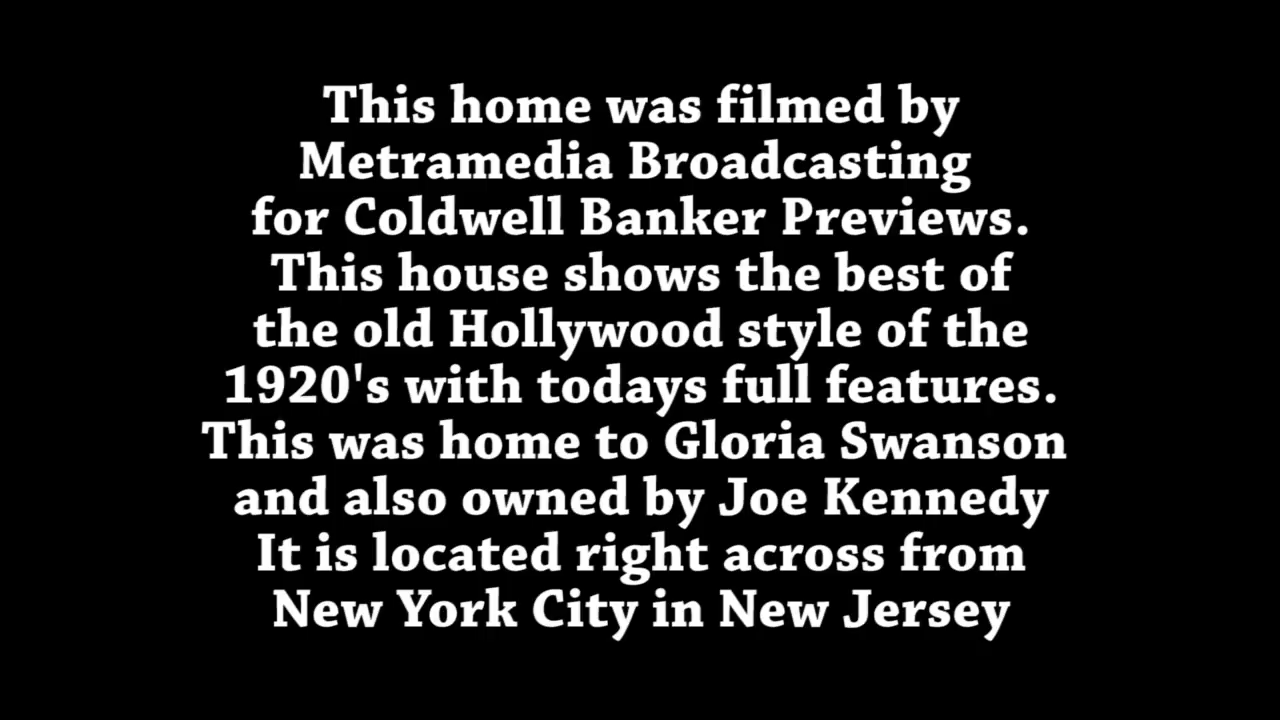 This home was filmed by
Metramedia Broadcasting
for Coldwell Banker Previews.
This house shows the best of
the old Hollywood style of the
1920's with todays full features.
This was home to Gloria Swanson
and also owned by Joe Kennedy
It is located right across from
New York City in New Jersey